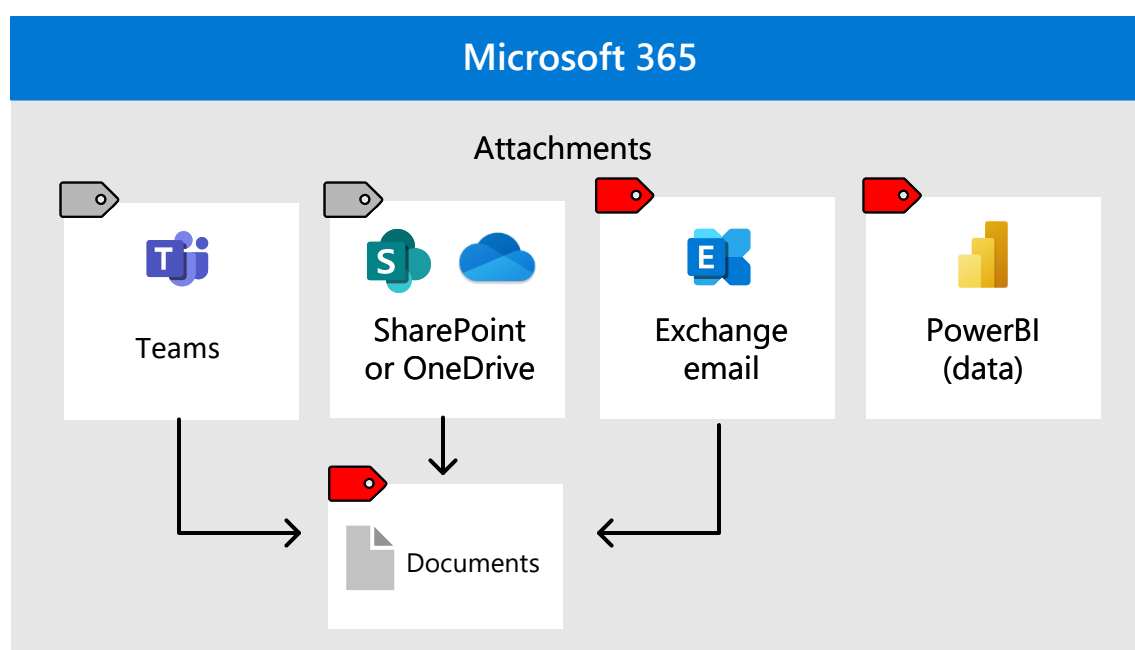 Microsoft 365
Attachments
T
Teams
S
SharePoint
or OneDrive
E
Exchange
email
PowerBI
(data)
Documents